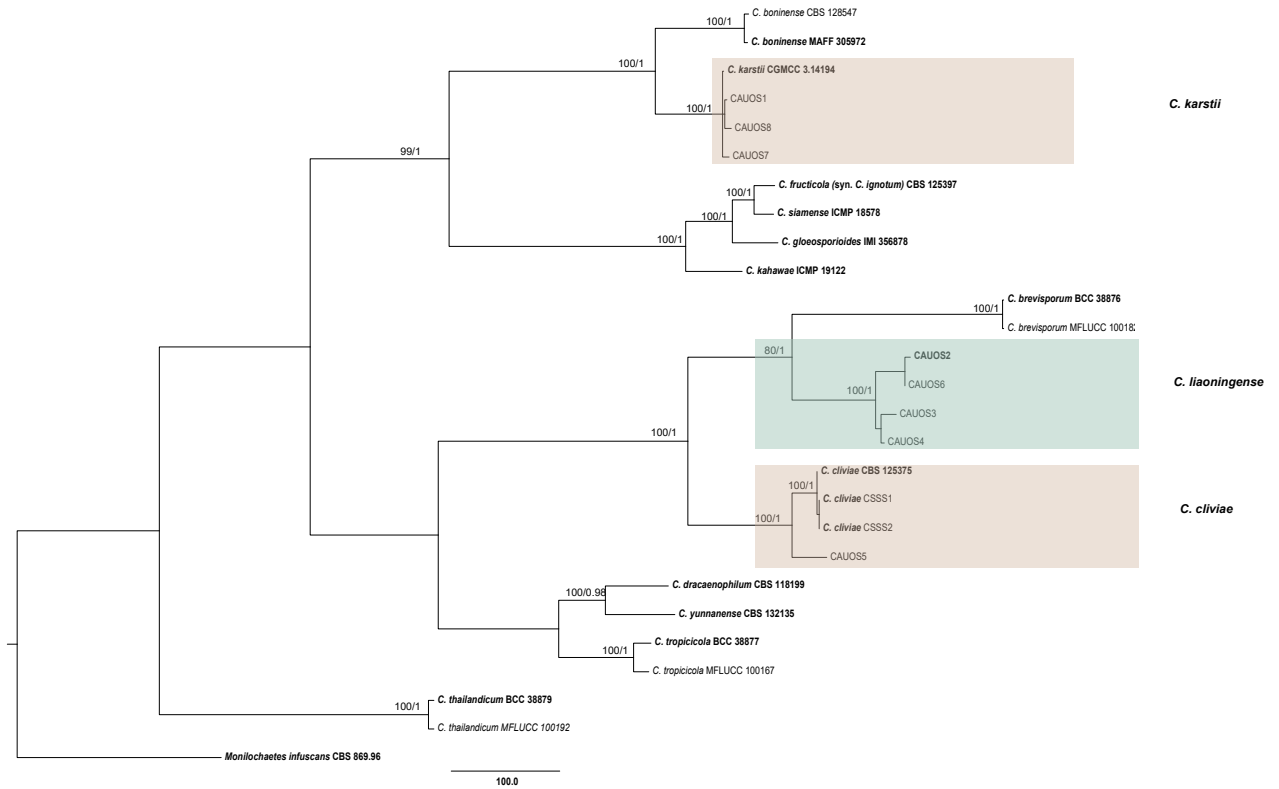 C. boninense CBS 128547
100/1
C. boninense MAFF 305972
100/1
C. karstii CGMCC 3.14194
CAUOS1
C. karstii
100/1
CAUOS8
99/1
CAUOS7
C. fructicola (syn. C. ignotum) CBS 125397
100/1
C. siamense ICMP 18578
100/1
100/1
C. gloeosporioides IMI 356878
C. kahawae ICMP 19122
C. brevisporum BCC 38876
100/1
C. brevisporum MFLUCC 10018
80/1
CAUOS2
C. liaoningense
CAUOS6
100/1
CAUOS3
100/1
CAUOS4
C. cliviae CBS 125375
100/1
C. cliviae CSSS1
C. cliviae
100/1
C. cliviae CSSS2
CAUOS5
C. dracaenophilum CBS 118199
100/0.98
C. yunnanense CBS 132135
C. tropicicola BCC 38877
100/1
C. tropicicola MFLUCC 100167
C. thailandicum BCC 38879
100/1
C. thailandicum MFLUCC 100192
Monilochaetes infuscans CBS 869.96
100.0